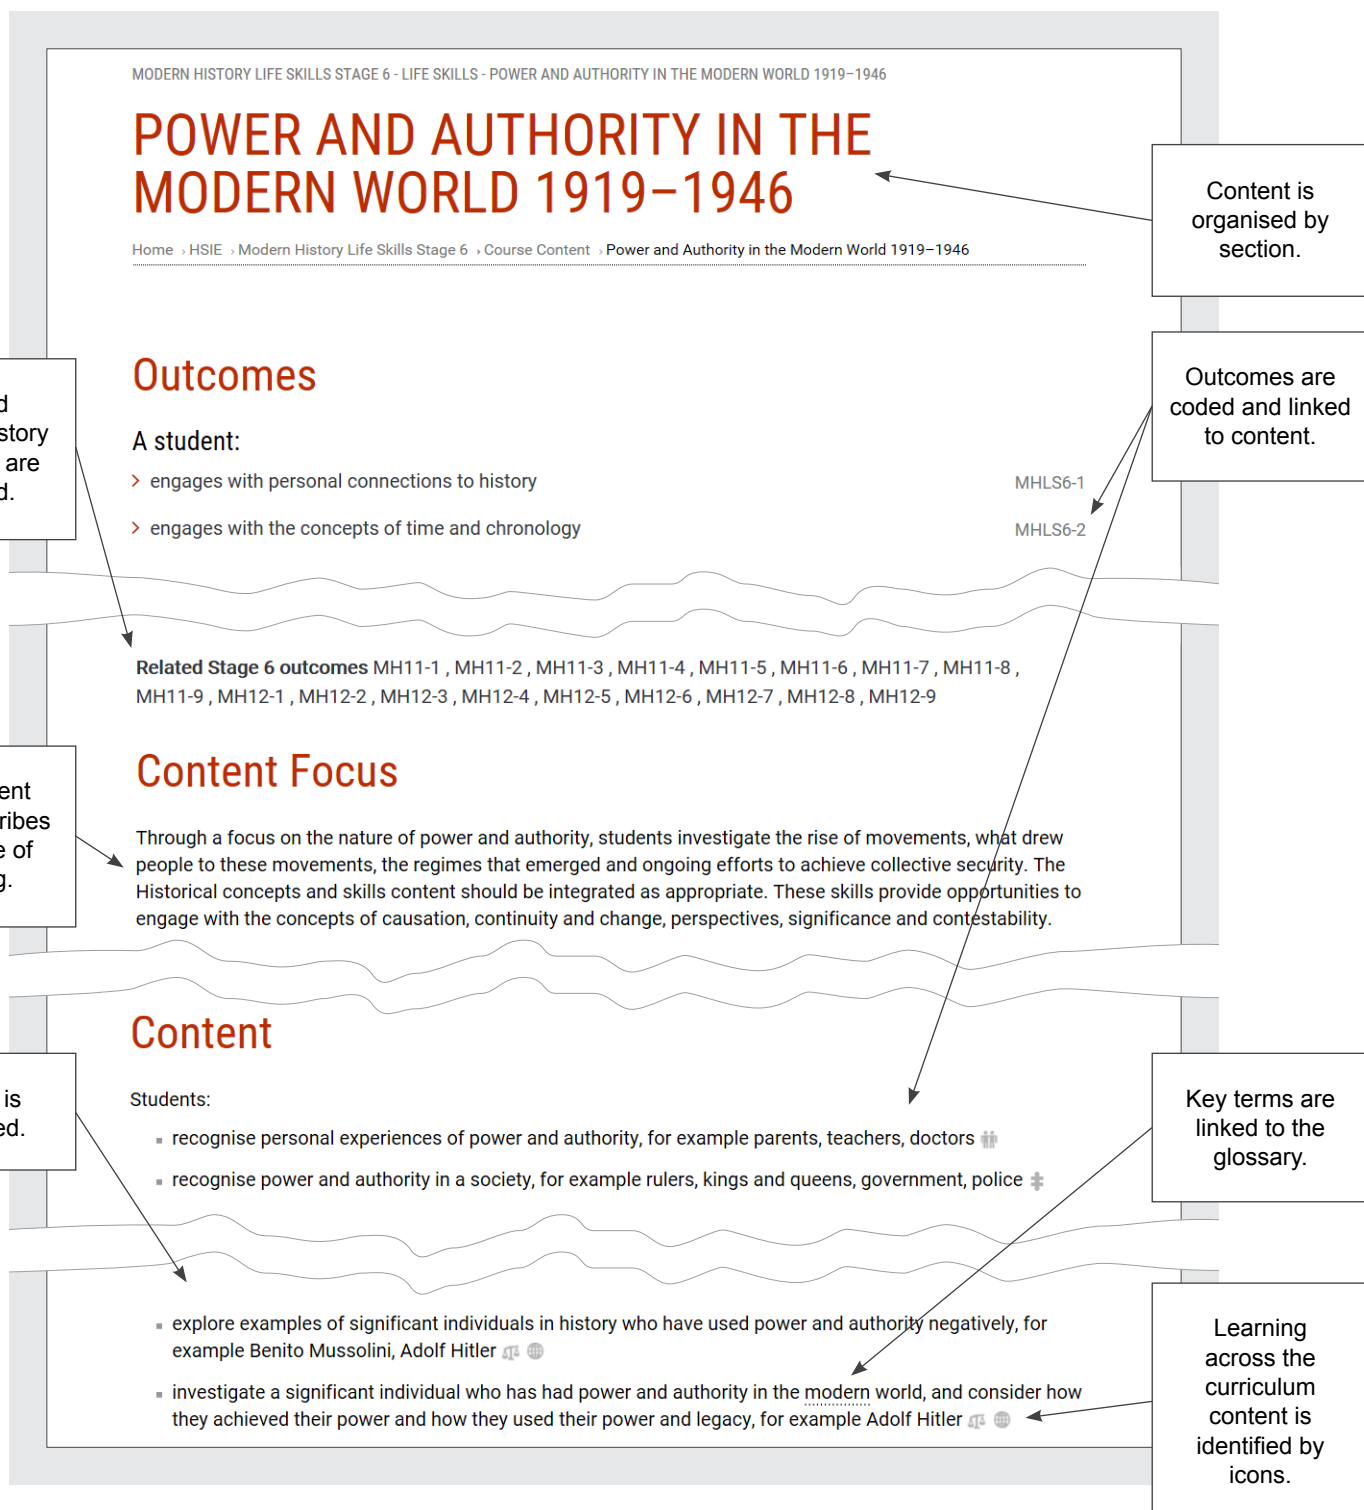 MODERN HISTORY LIFE SKILLS STAGE 6 - LIFE SKILLS - POWER AND AUTHORITY IN THE MODERN WORLD 1919–1946
POWER AND AUTHORITY IN THE
MODERN WORLD 1919–1946
Home › HSIE › Modern History Life Skills Stage 6 › Course Content › Power and Authority in the Modern World 1919–1946
Content is
organised by
section.
Outcomes
A student:
> engages with personal connections to history MHLS6-1
> engages with the concepts of time and chronology MHLS6-2
Outcomes are
coded and linked
to content.
are
Related Stage 6 outcomes MH11-1 , MH11-2 , MH11-3 , MH11-4 , MH11-5 , MH11-6 , MH11-7 , MH11-8 ,
MH11-9 , MH12-1 , MH12-2 , MH12-3 , MH12-4 , MH12-5 , MH12-6 , MH12-7 , MH12-8 , MH12-9
Content Focus
of
Through a focus on the nature of power and authority, students investigate the rise of movements, what drew
people to these movements, the regimes that emerged and ongoing efforts to achieve collective security. The
Historical concepts and skills content should be integrated as appropriate. These skills provide opportunities to
engage with the concepts of causation, continuity and change, perspectives, significance and contestability.
Content
is
Students:
▪ recognise personal experiences of power and authority, for example parents, teachers, doctors
▪ recognise power and authority in a society, for example rulers, kings and queens, government, police
Key terms are
linked to the
glossary.
▪ explore examples of significant individuals in history who have used power and authority negatively, for
example Benito Mussolini, Adolf Hitler
▪ investigate a significant individual who has had power and authority in the modern world, and consider how
they achieved their power and how they used their power and legacy, for example Adolf Hitler
Learning
across the
curriculum
content is
identified by
icons.